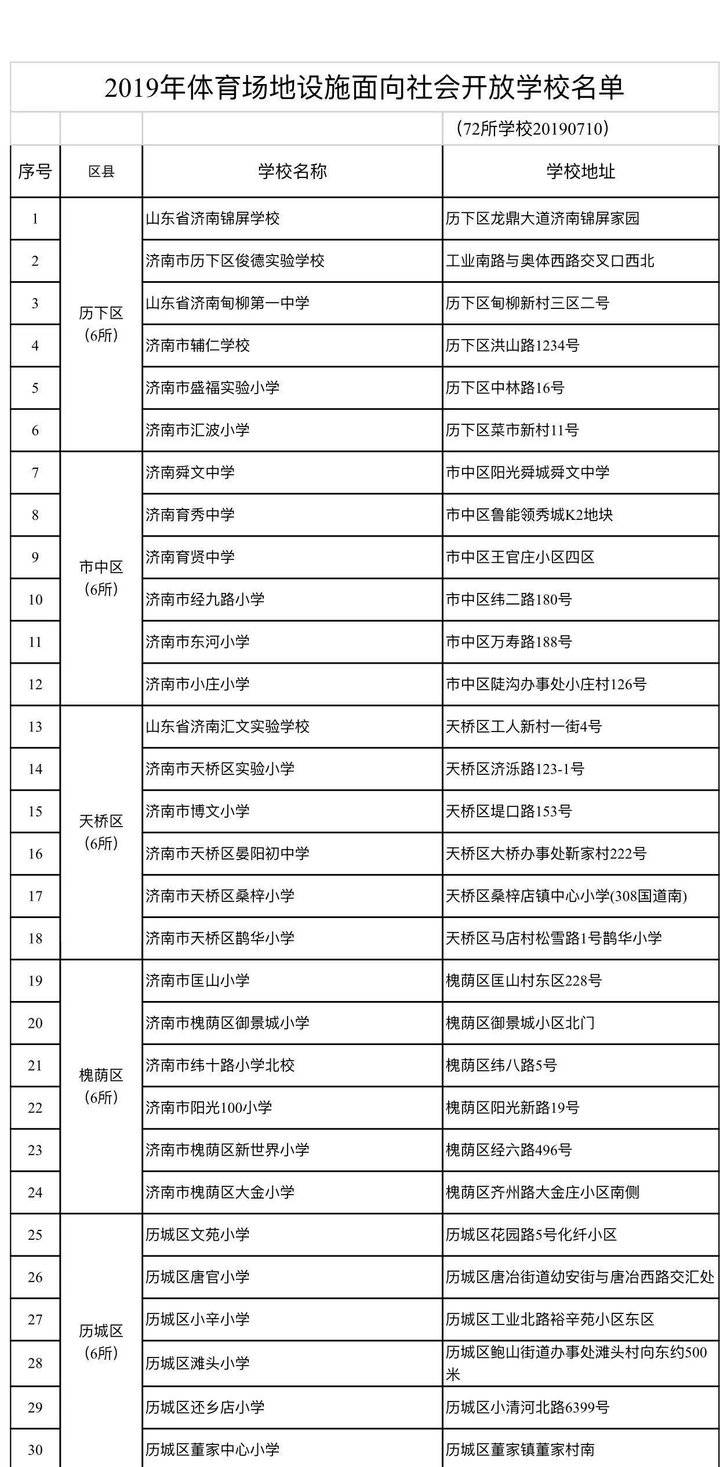 2019年体育场地设施面向社会开放学校名单
（72所学校20190710）
序号 区县 学校名称 学校地址
1 山东省济南锦屏学校 历下区龙鼎大道济南锦屏家园
2 济南市历下区俊德实验学校 工业南路与奥体西路交叉口西北
3 山东省济南甸柳第一中学 历下区甸柳新村三区二号
历下区
（6所）
4 济南市辅仁学校 历下区洪山路1234号
5 济南市盛福实验小学 历下区中林路16号
6 济南市汇波小学 历下区菜市新村11号
7 济南舜文中学 市中区阳光舜城舜文中学
8 济南育秀中学 市中区鲁能领秀城K2地块
9 济南育贤中学 市中区王官庄小区四区
市中区
（6所）
10 济南市经九路小学 市中区纬二路180号
11 济南市东河小学 市中区万寿路188号
12 济南市小庄小学 市中区陡沟办事处小庄村126号
13 山东省济南汇文实验学校 天桥区工人新村一街4号
14 济南市天桥区实验小学 天桥区济泺路123-1号
15 济南市博文小学 天桥区堤口路153号
天桥区
（6所）
16 济南市天桥区晏阳初中学 天桥区大桥办事处靳家村222号
17 济南市天桥区桑梓小学 天桥区桑梓店镇中心小学(308国道南)
18 济南市天桥区鹊华小学 天桥区马店村松雪路1号鹊华小学
19 济南市匡山小学 槐荫区匡山村东区228号
20 济南市槐荫区御景城小学 槐荫区御景城小区北门
21 济南市纬十路小学北校 槐荫区纬八路5号
槐荫区
（6所）
22 济南市阳光100小学 槐荫区阳光新路19号
23 济南市槐荫区新世界小学 槐荫区经六路496号
24 济南市槐荫区大金小学 槐荫区齐州路大金庄小区南侧
25 历城区文苑小学 历城区花园路5号化纤小区
26 历城区唐官小学 历城区唐冶街道幼安街与唐冶西路交汇处
27 历城区小辛小学 历城区工业北路裕辛苑小区东区
历城区
（6所）
28 历城区滩头小学 历城区鲍山街道办事处滩头村向东约500
米
29 历城区还乡店小学 历城区小清河北路6399号
30 历城区董家中心小学 历城区董家镇董家村南